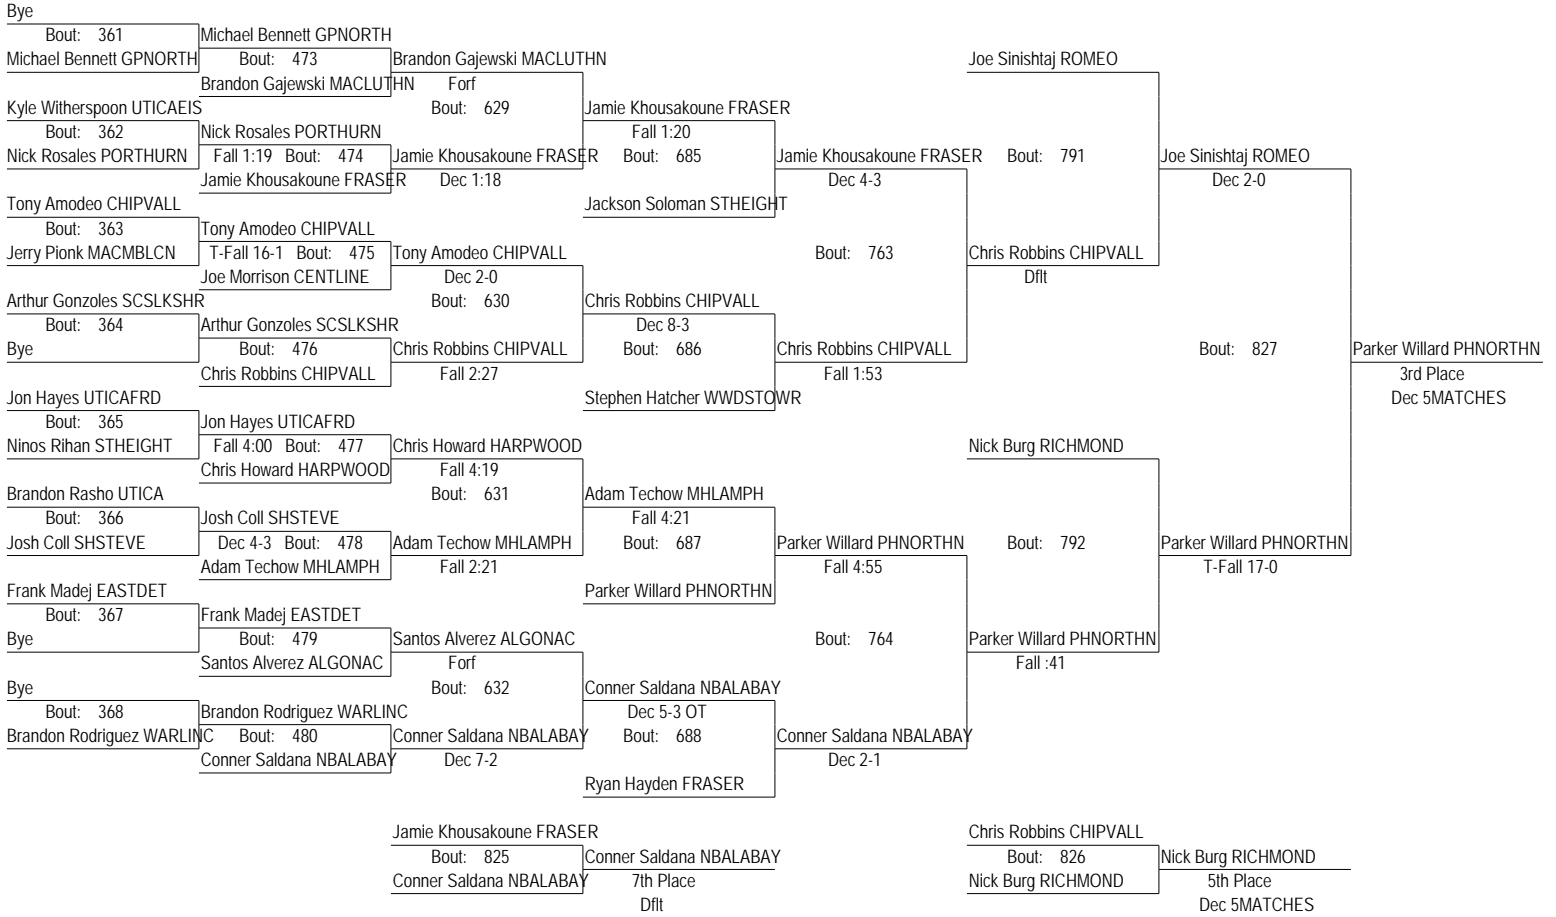 Bye
Bout: 361
Michael Bennett GPNORTH
Michael Bennett GPNORTH
Bout: 473
Brandon Gajewski MACLUTHN
Brandon Gajewski MACLUTHN
Forf
Bout: 629
Kyle Witherspoon UTICAEIS
Bout: 362
Nick Rosales PORTHURN
Nick Rosales PORTHURN
Fall 1:19 Bout: 474
Jamie Khousakoune FRASER
Jamie Khousakoune FRASER
Dec 1:18
Jamie Khousakoune FRASER
Fall 1:20
Bout: 685
Jackson Soloman STHEIGHT
Jamie Khousakoune FRASER
Dec 4-3
Tony Amodeo CHIPVALL
Bout: 363
Jerry Pionk MACMBLCN
Tony Amodeo CHIPVALL
T-Fall 16-1 Bout: 475
Joe Morrison CENTLINE
Tony Amodeo CHIPVALL
Dec 2-0
Bout: 630
Arthur Gonzoles SCSLKSHR
Bout: 364
Bye
Arthur Gonzoles SCSLKSHR
Bout: 476
Chris Robbins CHIPVALL
Chris Robbins CHIPVALL
Fall 2:27
Chris Robbins CHIPVALL
Dec 8-3
Bout: 686
Stephen Hatcher WWDSTOWR
Chris Robbins CHIPVALL
Fall 1:53
Bout: 763
Joe Sinishtaj ROMEO
Bout: 791
Chris Robbins CHIPVALL
Dflt
Joe Sinishtaj ROMEO
Dec 2-0
Jon Hayes UTICAFRD
Bout: 365
Ninos Rihan STHEIGHT
Jon Hayes UTICAFRD
Fall 4:00 Bout: 477
Chris Howard HARPWOOD
Chris Howard HARPWOOD
Fall 4:19
Bout: 631
Brandon Rasho UTICA
Bout: 366
Josh Coll SHSTEVE
Josh Coll SHSTEVE
Dec 4-3 Bout: 478
Adam Techow MHLAMPH
Adam Techow MHLAMPH
Fall 2:21
Adam Techow MHLAMPH
Fall 4:21
Bout: 687
Parker Willard PHNORTHN
Parker Willard PHNORTHN
Fall 4:55
Frank Madej EASTDET
Bout: 367
Bye
Frank Madej EASTDET
Bout: 479
Santos Alverez ALGONAC
Santos Alverez ALGONAC
Forf
Bout: 632
Bye
Bout: 368
Brandon Rodriguez WARLINC
Brandon Rodriguez WARLINC
Bout: 480
Conner Saldana NBALABAY
Conner Saldana NBALABAY
Dec 7-2
Conner Saldana NBALABAY
Dec 5-3 OT
Bout: 688
Ryan Hayden FRASER
Conner Saldana NBALABAY
Dec 2-1
Bout: 764
Nick Burg RICHMOND
Bout: 792
Parker Willard PHNORTHN
Fall :41
Parker Willard PHNORTHN
T-Fall 17-0
Bout: 827
Parker Willard PHNORTHN
3rd Place
Dec 5MATCHES
Jamie Khousakoune FRASER
Bout: 825
Conner Saldana NBALABAY
Conner Saldana NBALABAY
7th Place
Dflt
Chris Robbins CHIPVALL
Bout: 826
Nick Burg RICHMOND
Nick Burg RICHMOND
5th Place
Dec 5MATCHES